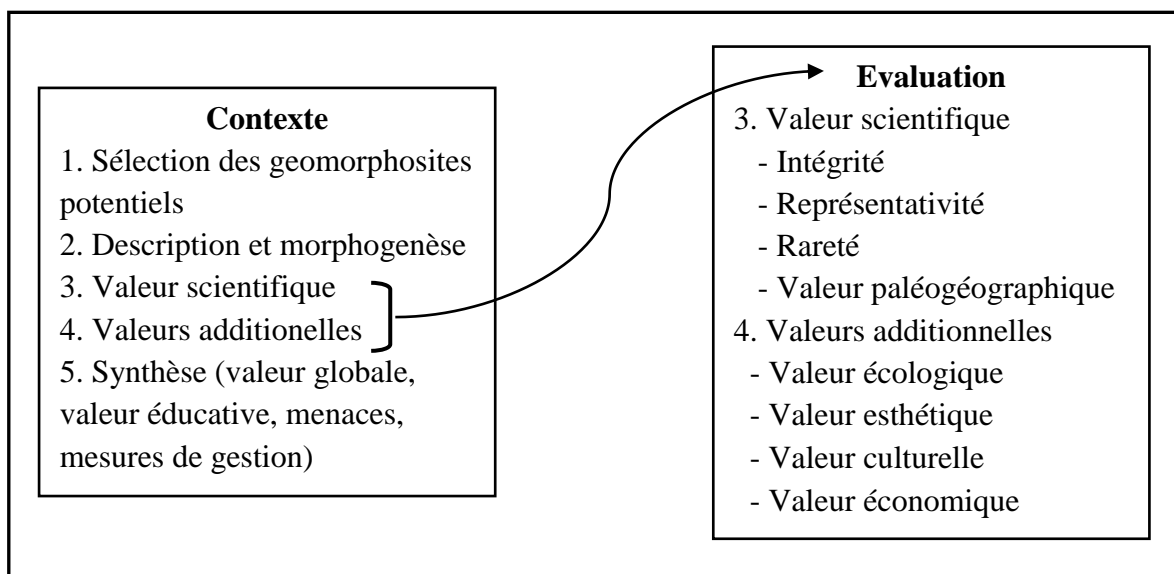 Contexte
1. Sélection des geomorphosites
potentiels
2. Description et morphogenèse
3. Valeur scientifique
4. Valeurs additionelles
5. Synthèse (valeur globale,
valeur éducative, menaces,
mesures de gestion)
Evaluation
3. Valeur scientifique
- Intégrité
- Représentativité
- Rareté
- Valeur paléogéographique
4. Valeurs additionnelles
- Valeur écologique
- Valeur esthétique
- Valeur culturelle
- Valeur économique